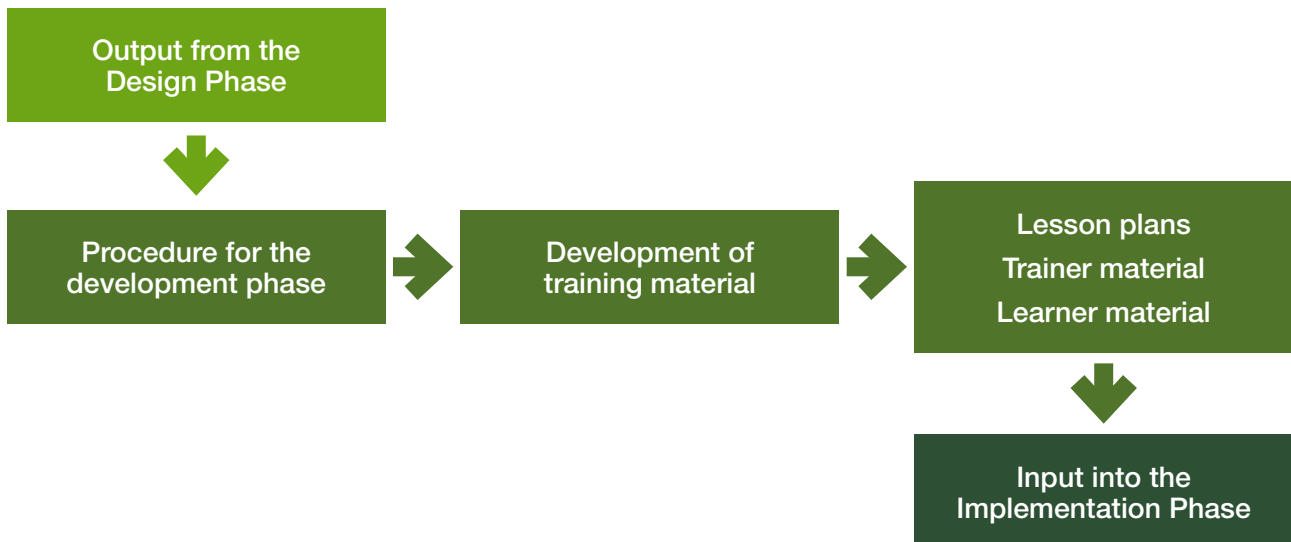 Output from the
Design Phase
Procedure for the
development phase
Development of
training material
Lesson plans
Trainer material
Learner material
Input into the
Implementation Phase